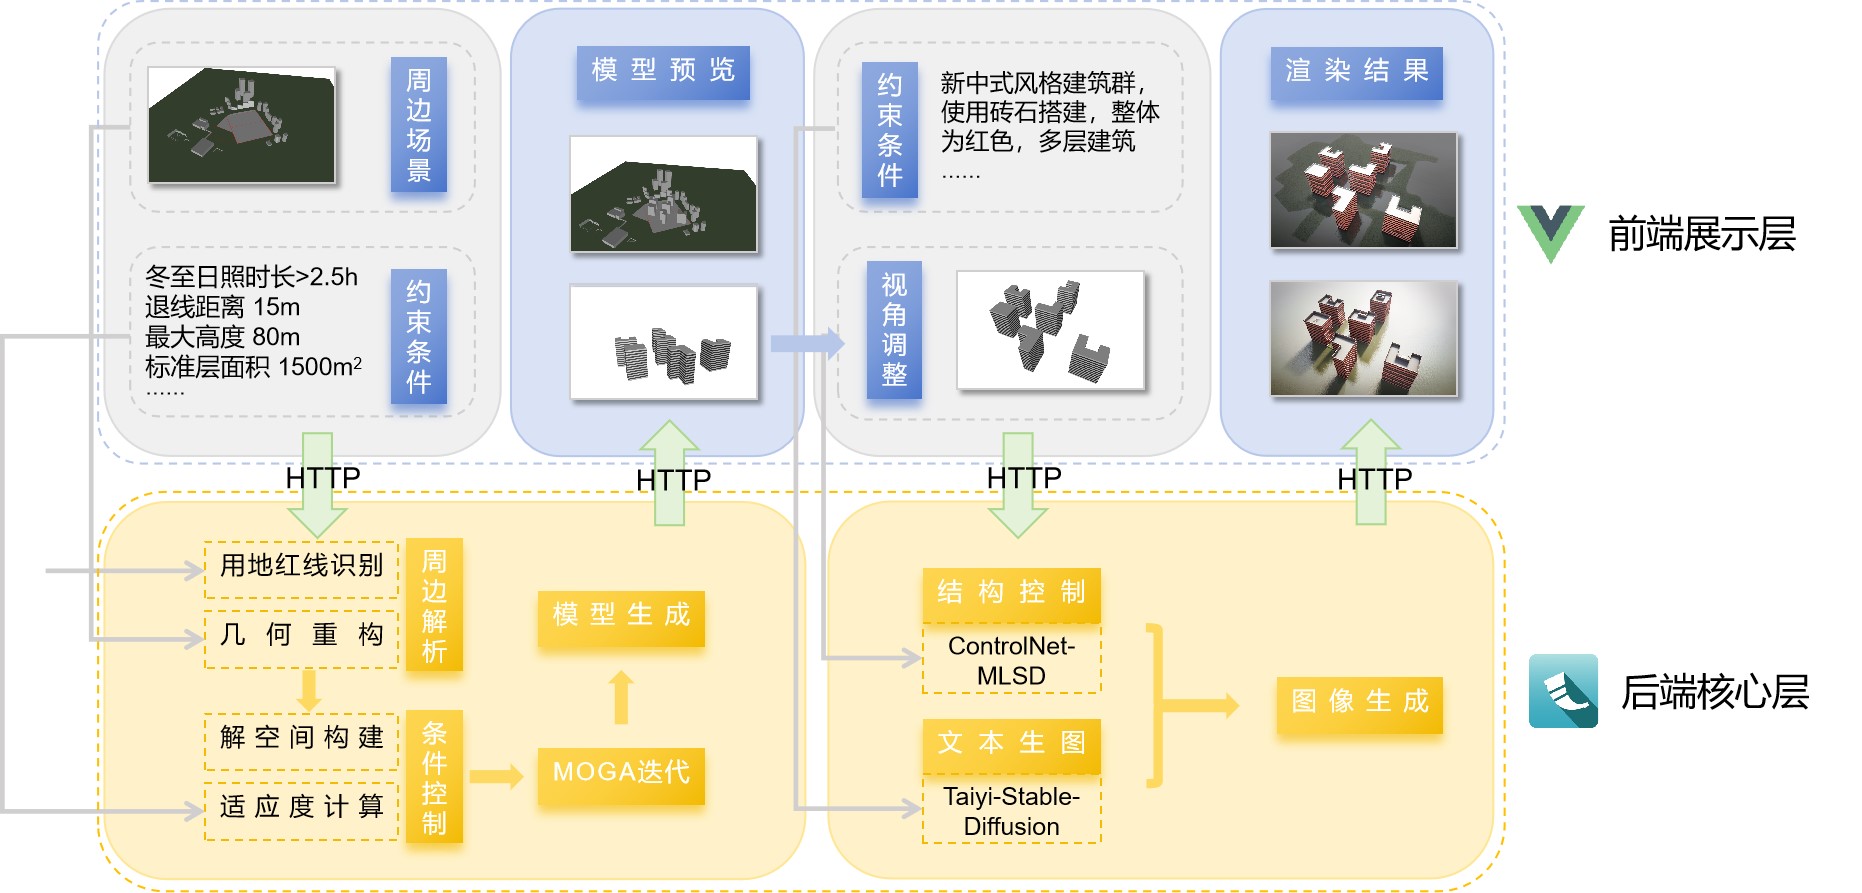 周边场景
冬至日照时长>2.5h
退线距离 15m
最大高度 80m
标准层面积 1500m²
......
约束条件
模型预览
约束条件
新中式风格建筑群，
使用砖石搭建，整体
为红色，多层建筑
......
视角调整
渲染结果
前端展示层
HTTP
HTTP
HTTP
HTTP
用地红线识别
几何重构
周边解析
解空间构建
适应度计算
条件控制
模型生成
MOGA迭代
结构控制
ControlNet-
MLSD
文本生图
Taiyi-Stable-
Diffusion
图像生成
后端核心层